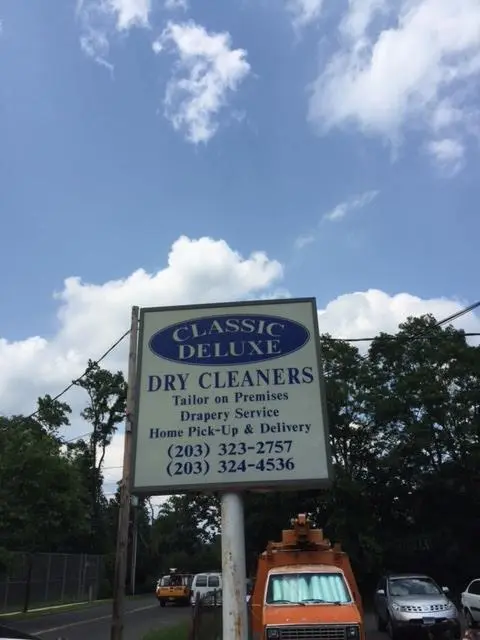 CLASSIC
DELUXE
DRY CLEANERS
Tailor on Premises
Drapery Service
Home Pick-Up & Delivery
(203) 323-2757
(203) 324-4536